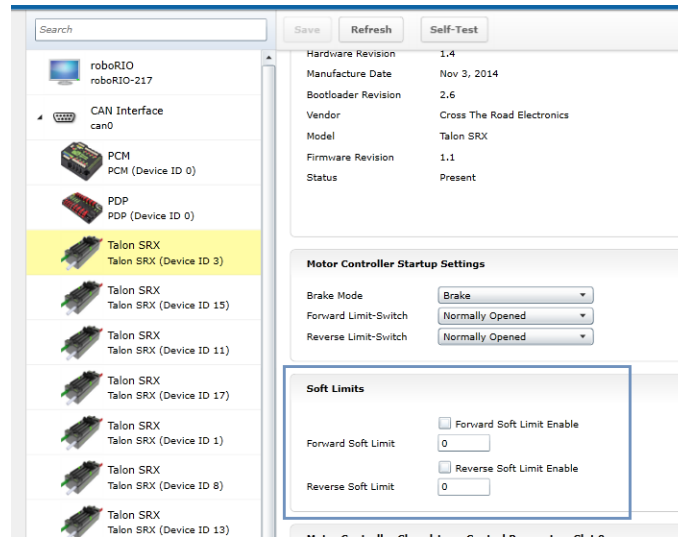 Search
Save Refresh Self-Test
roboRIO
roboRIO-217
CAN Interface
can0
PCM
PCM (Device ID 0)
PDP
PDP (Device ID 0)
Talon SRX
Talon SRX (Device ID 3)
Talon SRX
Talon SRX (Device ID 15)
Talon SRX
Talon SRX (Device ID 11)
Talon SRX
Talon SRX (Device ID 17)
Talon SRX
Talon SRX (Device ID 1)
Talon SRX
Talon SRX (Device ID 8)
Talon SRX
Talon SRX (Device ID 13)
Hardware Revision 1.4
Manufacture Date Nov 3, 2014
Bootloader Revision 2.6
Vendor Cross The Road Electronics
Model Talon SRX
Firmware Revision 1.1
Status Present
Motor Controller Startup Settings
Brake Mode Brake
Forward Limit-Switch Normally Opened
Reverse Limit-Switch Normally Opened
Soft Limits
Forward Soft Limit Enable
Forward Soft Limit 0
Reverse Soft Limit Enable
Reverse Soft Limit 0